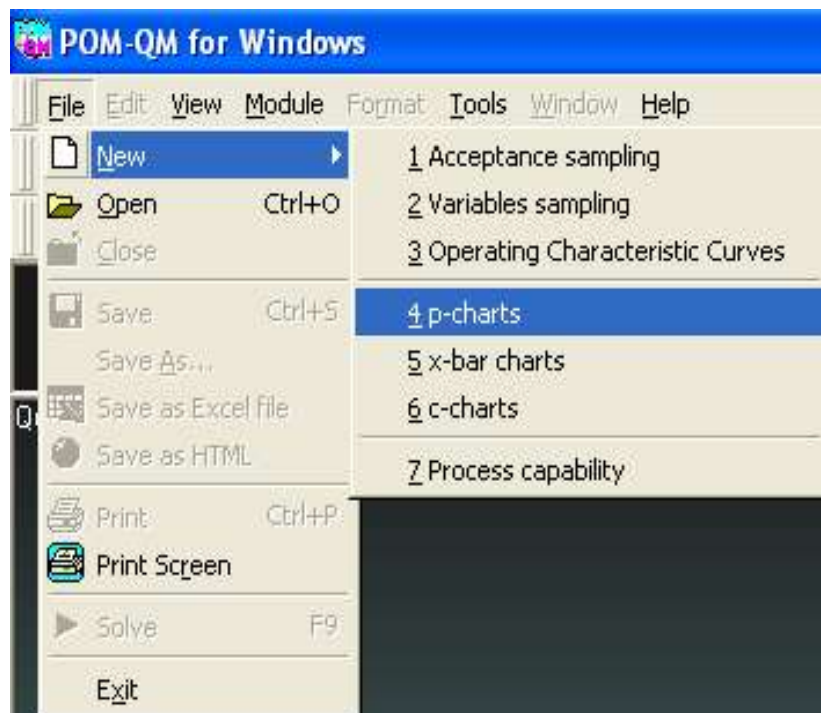 POM-QM for Windows
File Edit View Module Format Tools Window Help
New
Open Ctrl+O
Close
Save Ctrl+S
Save As...
Save as Excel file
Save as HTML
Print Ctrl+P
Print Screen
Solve F9
Exit
1 Acceptance sampling
2 Variables sampling
3 Operating Characteristic Curves
4 p-charts
5 x-bar charts
6 c-charts
7 Process capability